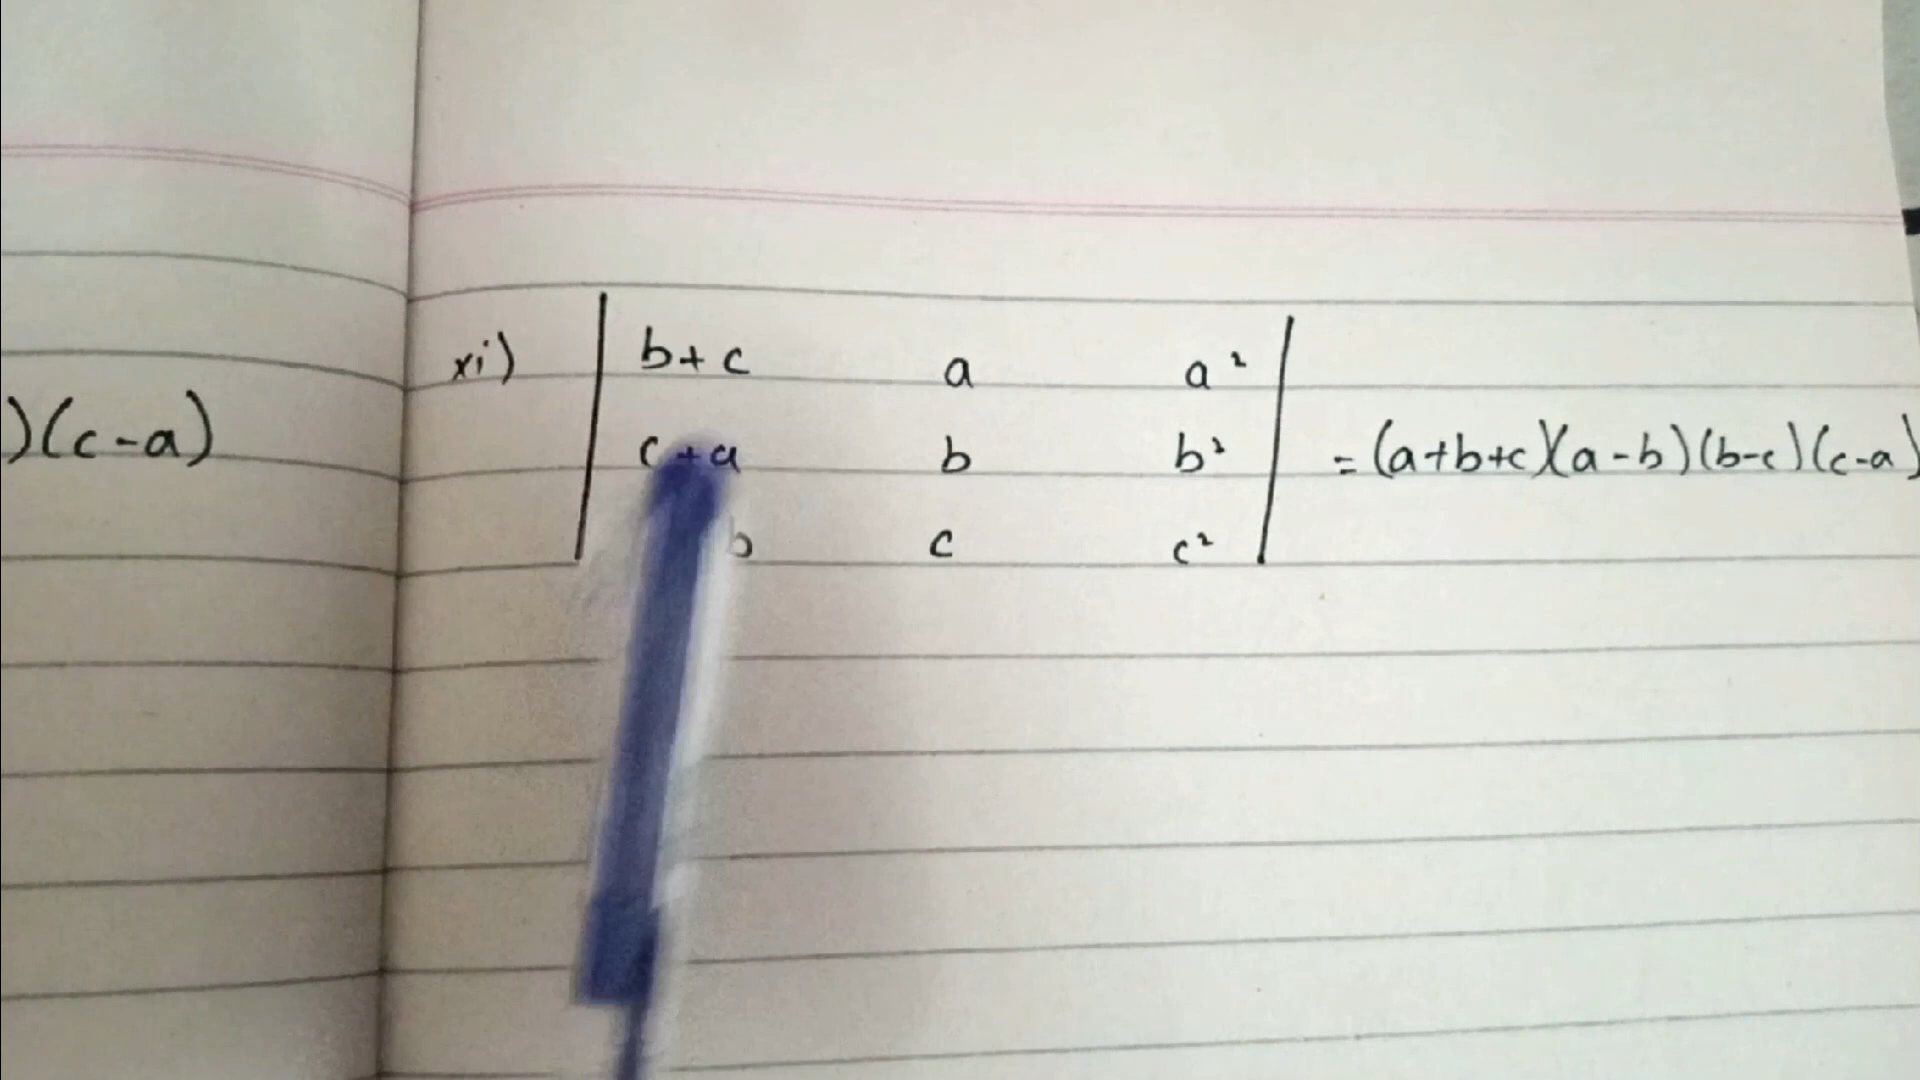 )(c-a)
xi) | b+c a a² |
| c+a b b² | = (a+b+c)(a-b)(b-c)(c-a)
| b c c² |